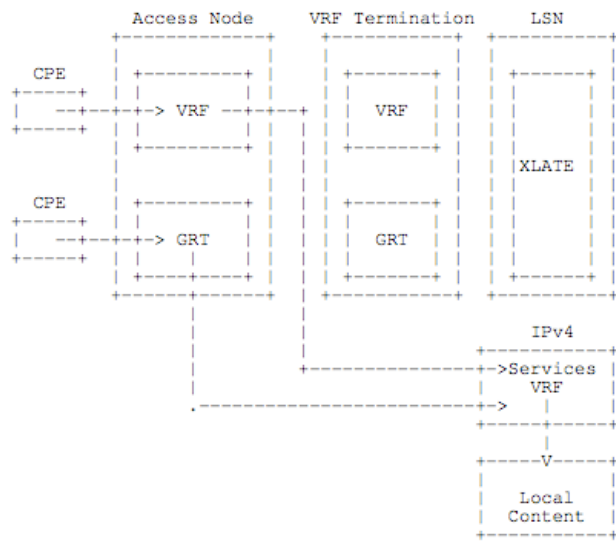 Access Node VRF Termination LSN
CPE
VRF VRF
XLATE
CPE
GRT GRT
IPv4
Services
VRF
V
Local
Content